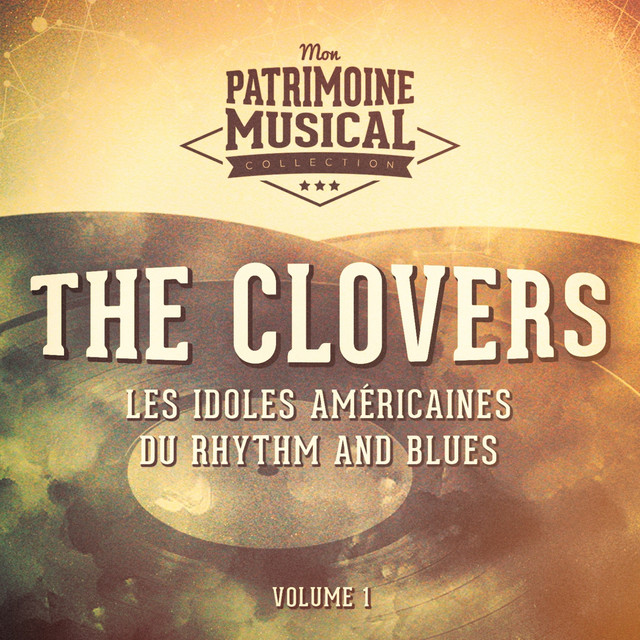 Mon
PATRIMOINE
MUSICAL
COLLECTION
THE CLOVERS
LES IDOLES AMÉRICAINES
DU RHYTHM AND BLUES
VOLUME 1